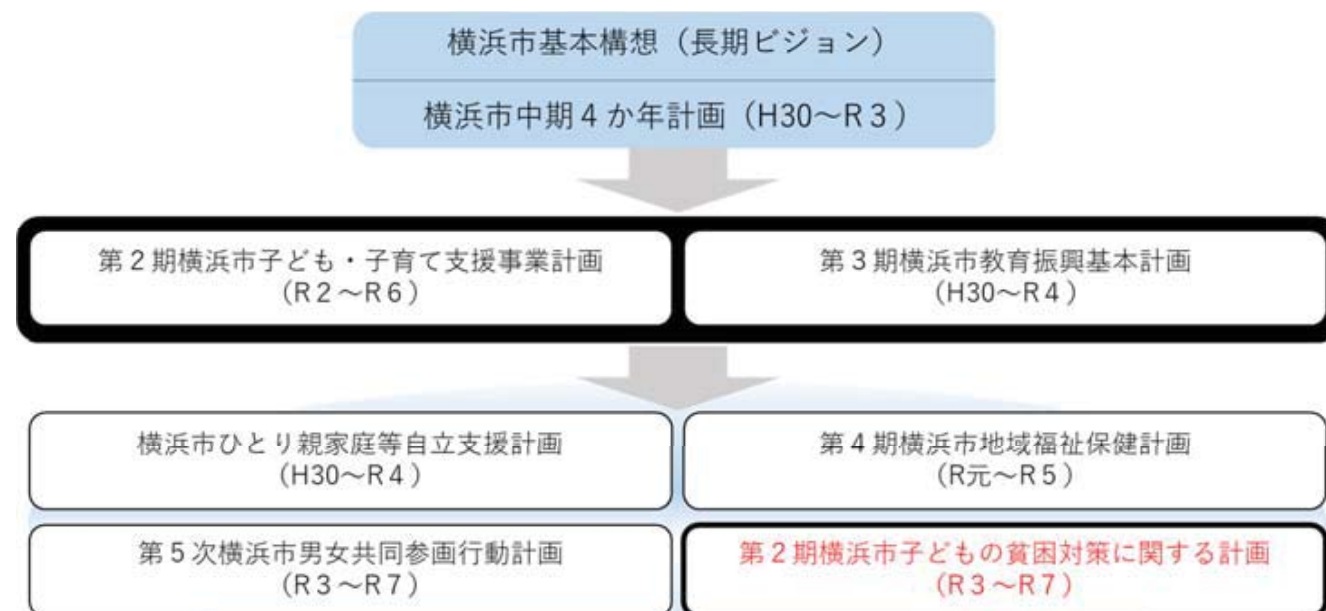 横浜市基本構想（長期ビジョン）
横浜市中期４か年計画（H30～R３）
第２期横浜市子ども・子育て支援事業計画
（R２～R６）
第３期横浜市教育振興基本計画
（H30～R４）
横浜市ひとり親家庭等自立支援計画
（H30～R４）
第４期横浜市地域福祉保健計画
（R元～R５）
第５次横浜市男女共同参画行動計画
（R３～R７）
第２期横浜市子どもの貧困対策に関する計画
（R３～R７）